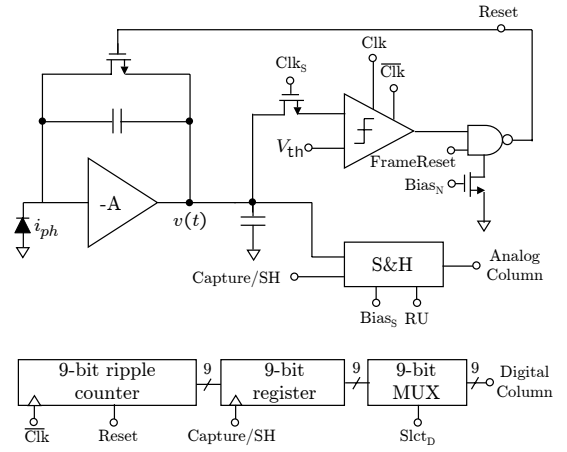 Reset
Clk
Clk_S
Clk
V_th
FrameReset
Bias_N
-A
i_ph
v(t)
S&H
Analog
Column
Capture/SH
Bias_S RU
9-bit ripple
counter
9
9-bit
register
9
9-bit
MUX
9
Digital
Column
Clk
Reset
Capture/SH
Slct_D